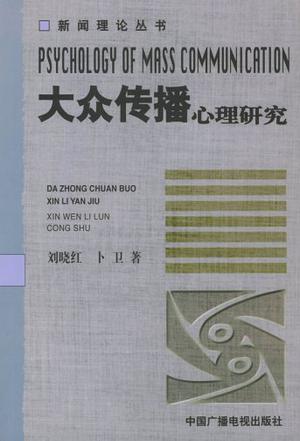 新闻理论丛书
PSYCHOLOGY OF MASS COMMUNICATION
大众传播心理研究
DA ZHONG CHUAN BUO
XIN LI YAN JIU
XIN WEN LI LUN
CONG SHU
刘晓红 卜卫著
中国广播电视出版社